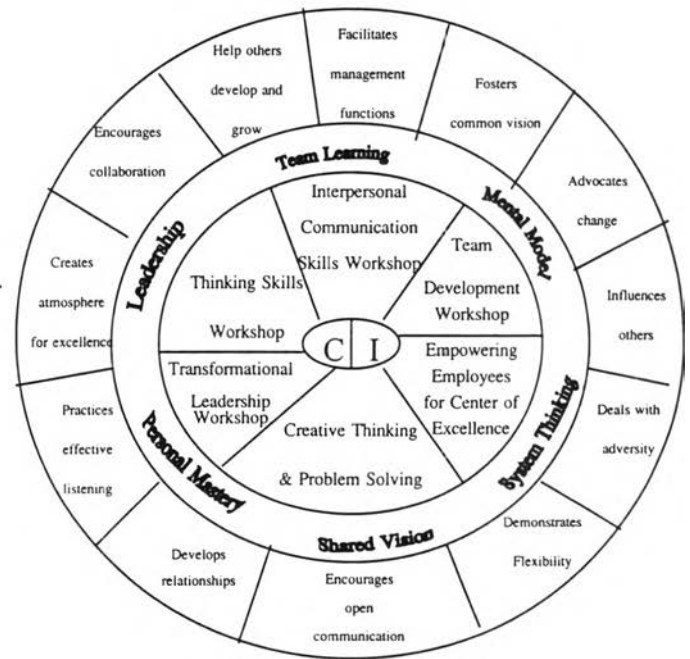 Facilitates
management
functions
Fosters
common vision
Advocates
change
Influences
others
Deals with
adversity
Demonstrates
Flexibility
Encourages
open
communication
Develops
relationships
Practices
effective
listening
Creates
atmosphere
for excellence
Encourages
collaboration
Help others
develop and
grow
Team Learning
Mental Model
System Thinking
Shared Vision
Personal Mastery
Leadership
Interpersonal
Communication
Skills Workshop
Team
Development
Workshop
Empowering
Employees
for Center of
Excellence
Creative Thinking
& Problem Solving
Transformational
Leadership
Workshop
Thinking Skills
Workshop
C I